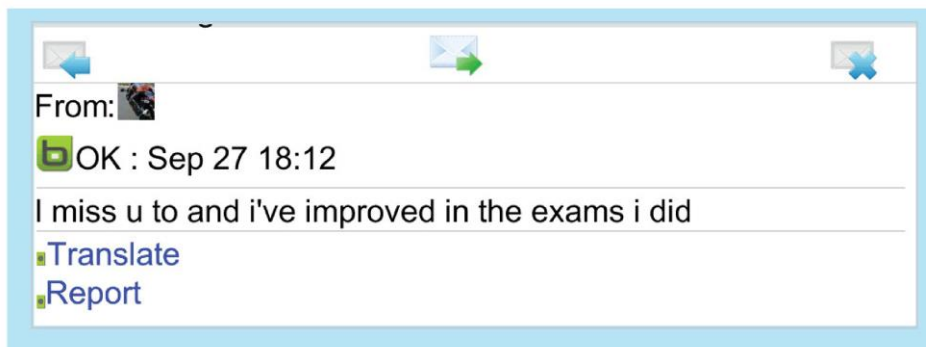 From:
b OK : Sep 27 18:12
I miss u to and i've improved in the exams i did
Translate
Report